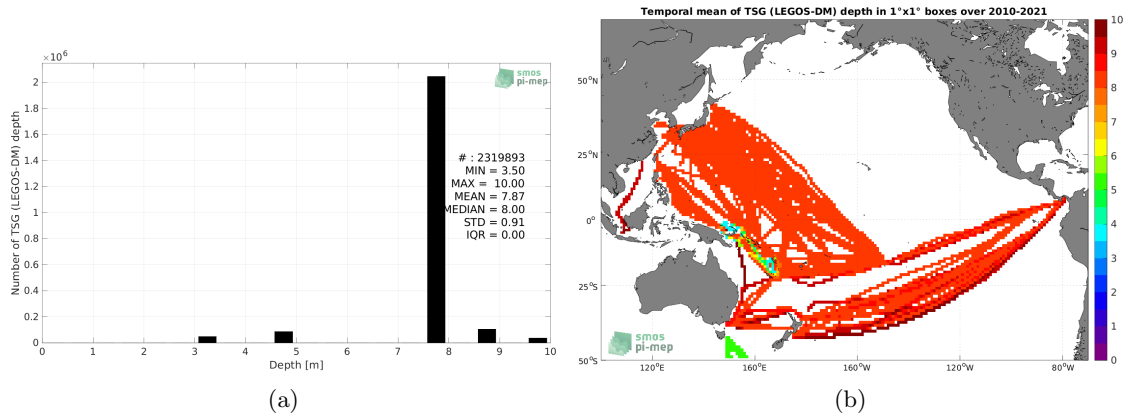 Temporal mean of TSG (LEGOS-DM) depth in 1°x1° boxes over 2010-2021
×10⁶
2
1.8
1.6
1.4
1.2
1
0.8
0.6
0.4
0.2
0
Number of TSG (LEGOS-DM) depth
smos
pi-mep
# : 2319893
MIN = 3.50
MAX = 10.00
MEAN = 7.87
MEDIAN = 8.00
STD = 0.91
IQR = 0.00
0 1 2 3 4 5 6 7 8 9 10
Depth [m]
(a)
50°N
25°N
0°
25°S
50°S
120°E 160°E 160°W 120°W 80°W
smos
pi-mep
10
9
8
7
6
5
4
3
2
1
0
(b)